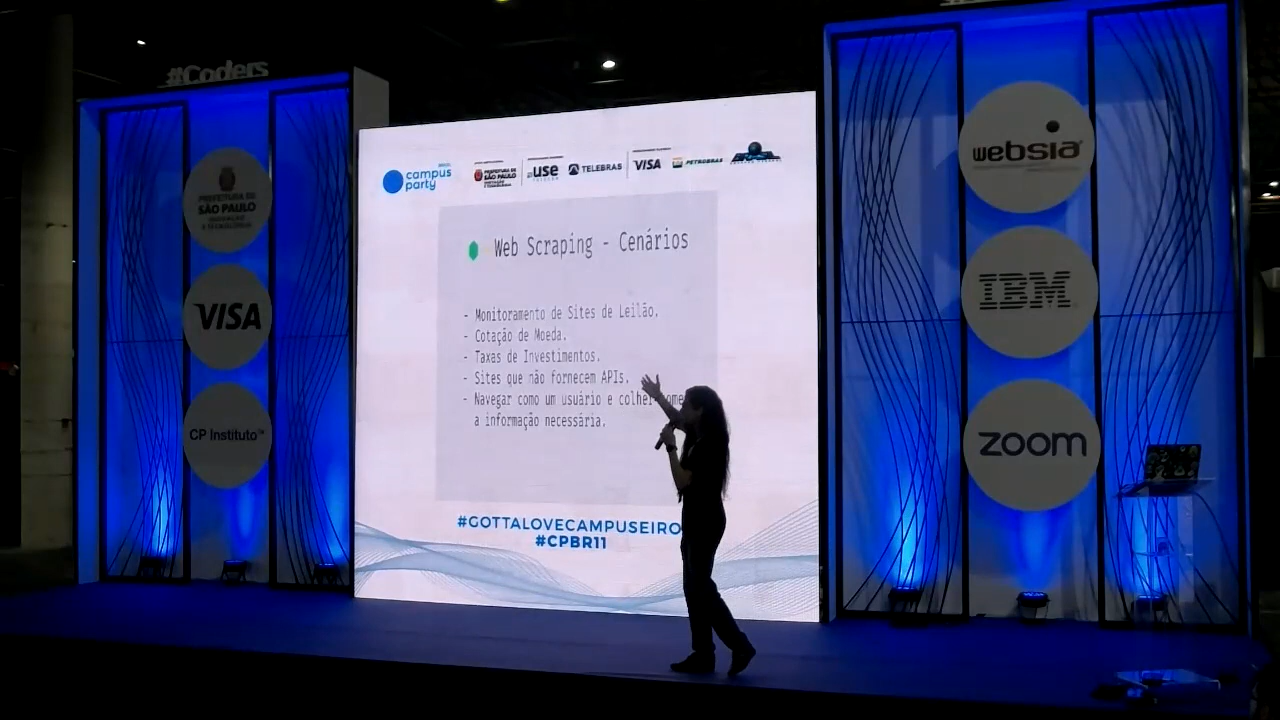 #Coders
PREFEITURA DE
SÃO PAULO
VISA
CP Instituto™
campus
party
PREFEITURA DE
SÃO PAULO
use
TELEBRAS
VISA
PETROBRAS
Web Scraping - Cenários
- Monitoramento de Sites de Leilão.
- Cotação de Moeda.
- Taxas de Investimentos.
- Sites que não fornecem APIs.
- Navegar como um usuário e colher
a informação necessária.
#GOTTALOVECAMPUSEIRO
#CPBR11
websia
IBM
zoom